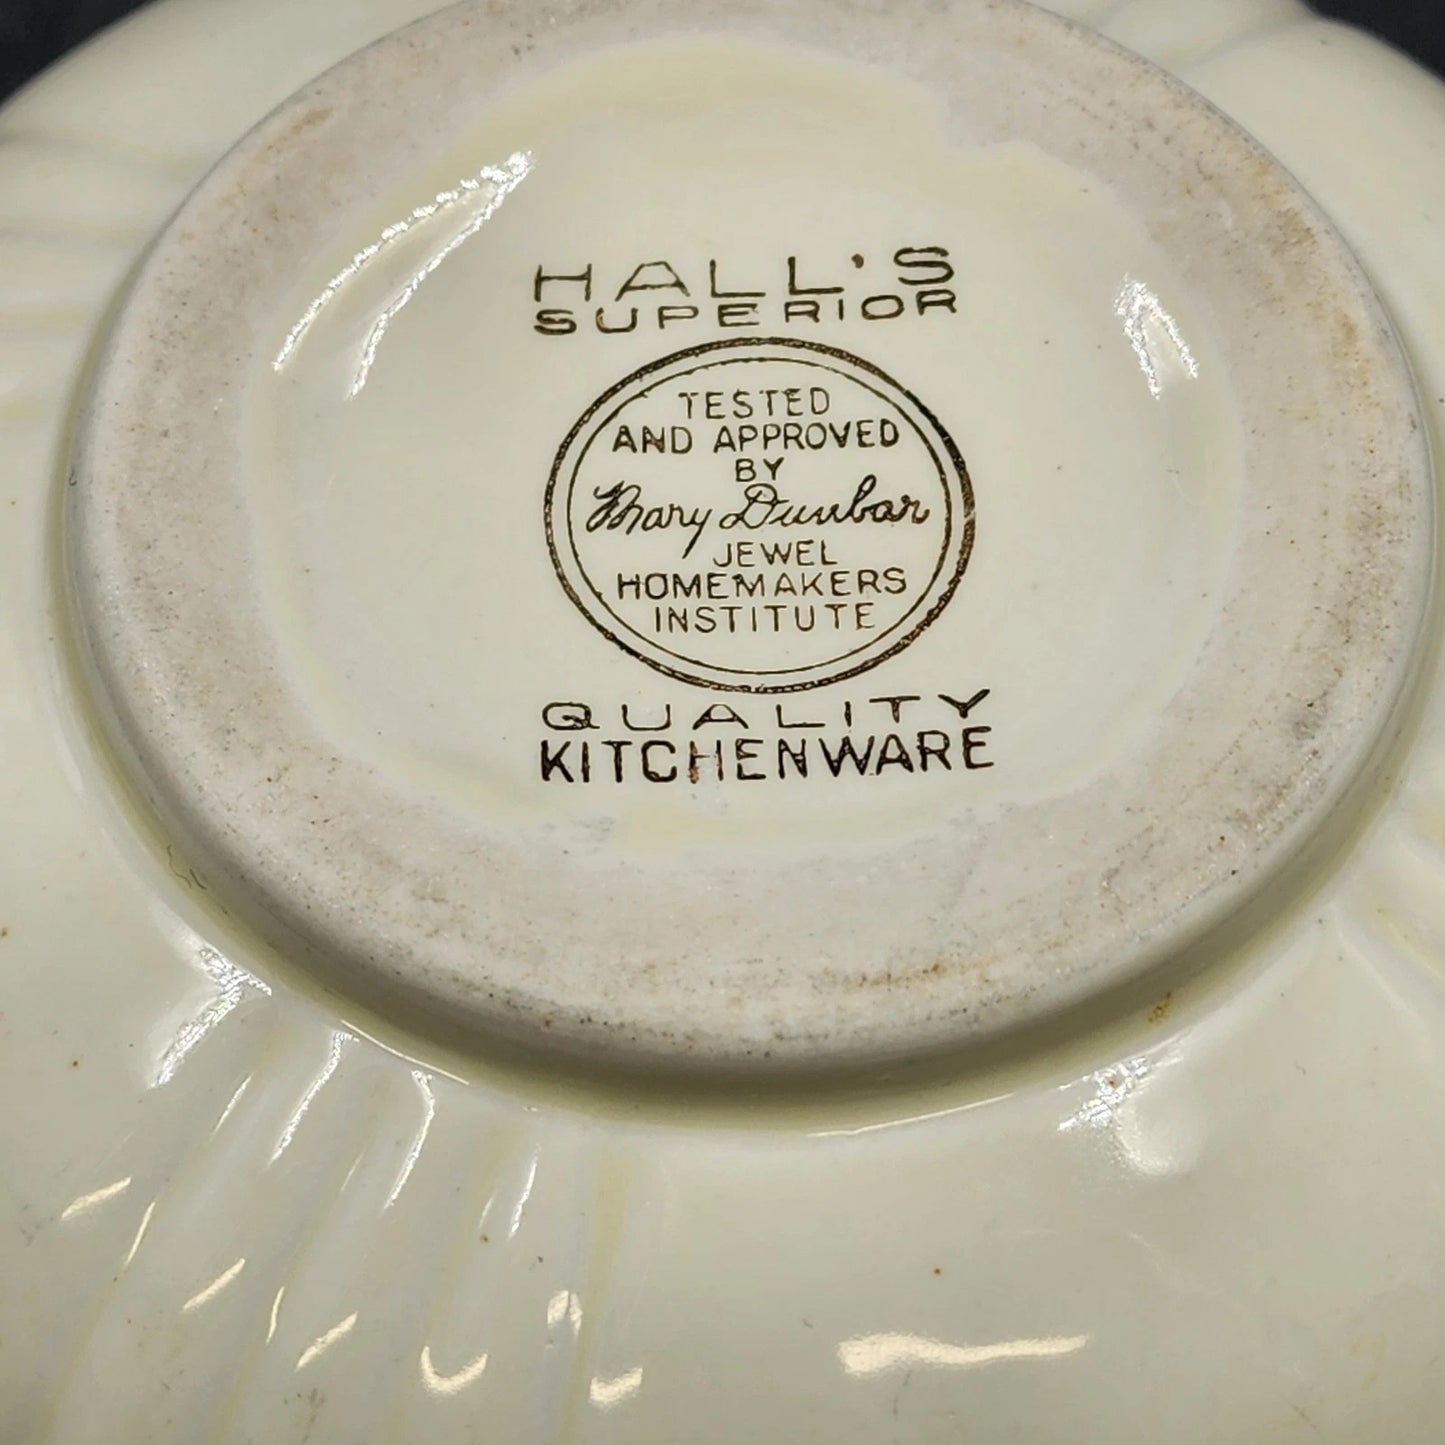 HALL'S
SUPERIOR
TESTED
AND APPROVED
BY
Mary Dunbar
JEWEL
HOMEMAKERS
INSTITUTE
QUALITY
KITCHENWARE